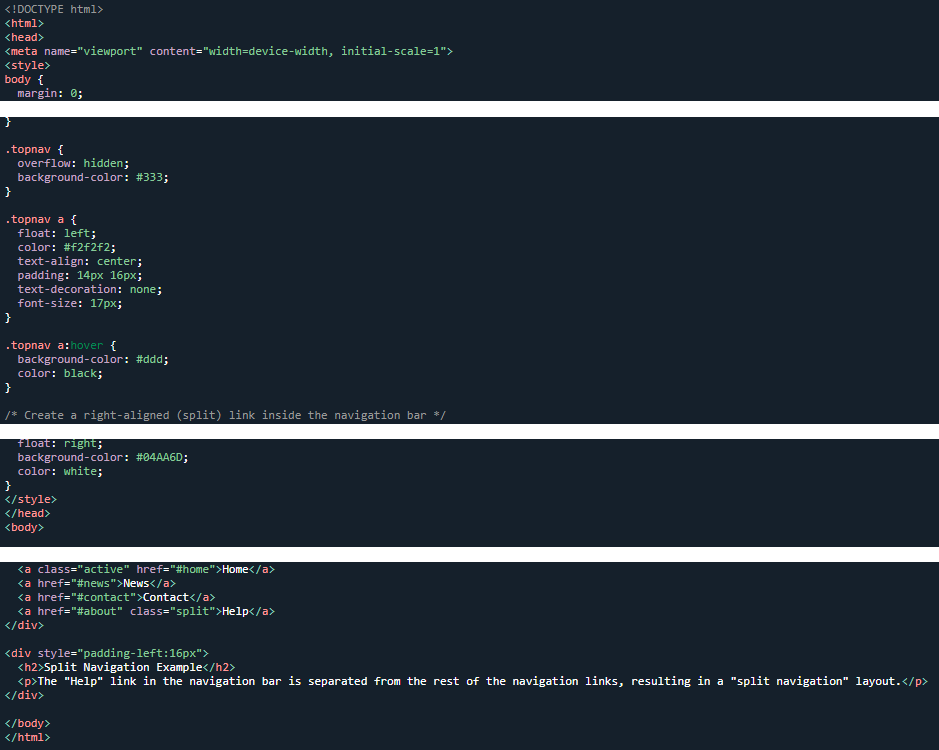 <!DOCTYPE html>
<html>
<head>
<meta name="viewport" content="width=device-width, initial-scale=1">
<style>
body {
  margin: 0;
}

.topnav {
  overflow: hidden;
  background-color: #333;
}

.topnav a {
  float: left;
  color: #f2f2f2;
  text-align: center;
  padding: 14px 16px;
  text-decoration: none;
  font-size: 17px;
}

.topnav a:hover {
  background-color: #ddd;
  color: black;
}

/* Create a right-aligned (split) link inside the navigation bar */
  float: right;
  background-color: #04AA6D;
  color: white;
}
</style>
</head>
<body>

  <a class="active" href="#home">Home</a>
  <a href="#news">News</a>
  <a href="#contact">Contact</a>
  <a href="#about" class="split">Help</a>
</div>

<div style="padding-left:16px">
  <h2>Split Navigation Example</h2>
  <p>The "Help" link in the navigation bar is separated from the rest of the navigation links, resulting in a "split navigation" layout.</p>
</div>

</body>
</html>